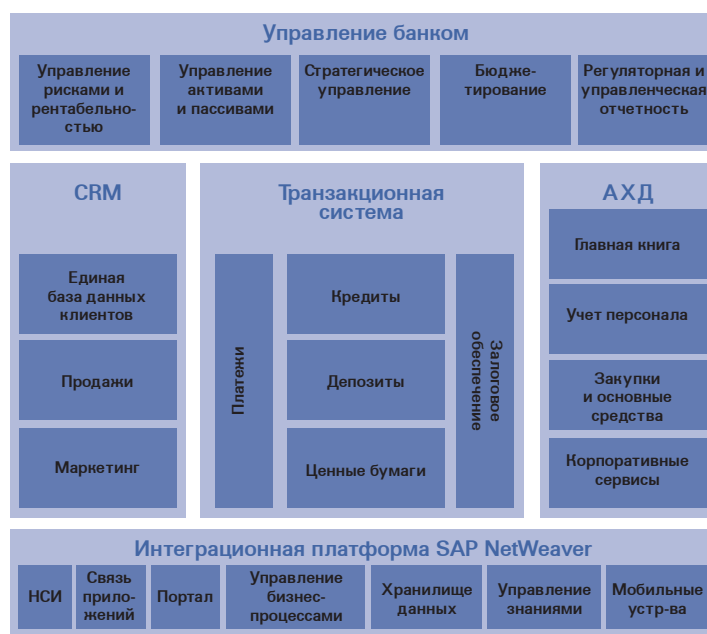 Управление банком
Управление
рисками и
рентабельно-
стью
Управление
активами
и пассивами
Стратегическое
управление
Бюдже-
тирование
Регуляторная и
управленческая
отчетность
CRM
Единая
база данных
клиентов
Продажи
Маркетинг
Транзакционная
система
Платежи
Кредиты
Депозиты
Ценные бумаги
Залоговое
обеспечение
АХД
Главная книга
Учет персонала
Закупки
и основные
средства
Корпоративные
сервисы
Интеграционная платформа SAP NetWeaver
НСИ
Связь
прило-
жений
Портал
Управление
бизнес-
процессами
Хранилище
данных
Управление
знаниями
Мобильные
устр-ва